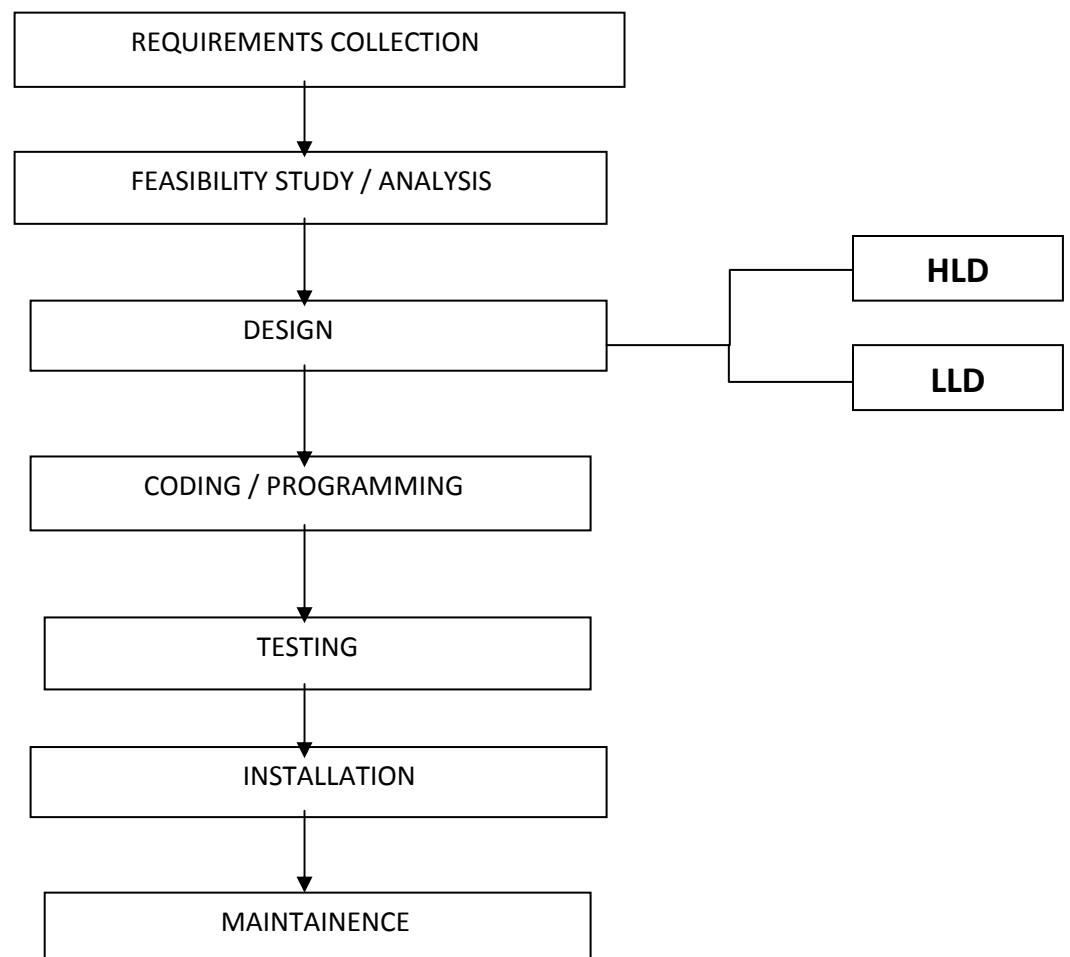 REQUIREMENTS COLLECTION
FEASIBILITY STUDY / ANALYSIS
HLD
DESIGN
LLD
CODING / PROGRAMMING
TESTING
INSTALLATION
MAINTAINENCE